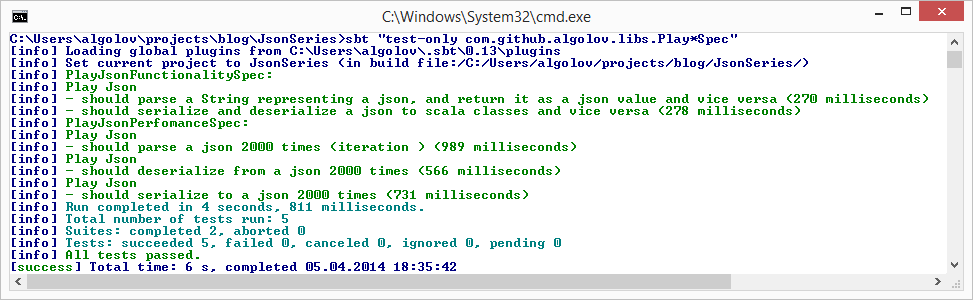 C:\Windows\System32\cmd.exe
C:\Users\algolov\projects\blog\JsonSeries>sbt "test-only com.github.algolov.libs.Play*Spec"
[info] Loading global plugins from C:\Users\algolov\.sbt\0.13\plugins
[info] Set current project to JsonSeries (in build file:/C:/Users/algolov/projects/blog/JsonSeries/)
[info] PlayJsonFunctionalitySpec:
[info] Play Json
[info] - should parse a String representing a json, and return it as a json value and vice versa (270 milliseconds)
[info] - should serialize and deserialize a json to scala classes and vice versa (278 milliseconds)
[info] PlayJsonPerfomanceSpec:
[info] Play Json
[info] - should parse a json 2000 times (iteration ) (989 milliseconds)
[info] Play Json
[info] - should deserialize from a json 2000 times (566 milliseconds)
[info] Play Json
[info] - should serialize to a json 2000 times (731 milliseconds)
[info] Run completed in 4 seconds, 811 milliseconds.
[info] Total number of tests run: 5
[info] Suites: completed 2, aborted 0
[info] Tests: succeeded 5, failed 0, canceled 0, ignored 0, pending 0
[info] All tests passed.
[success] Total time: 6 s, completed 05.04.2014 18:35:42